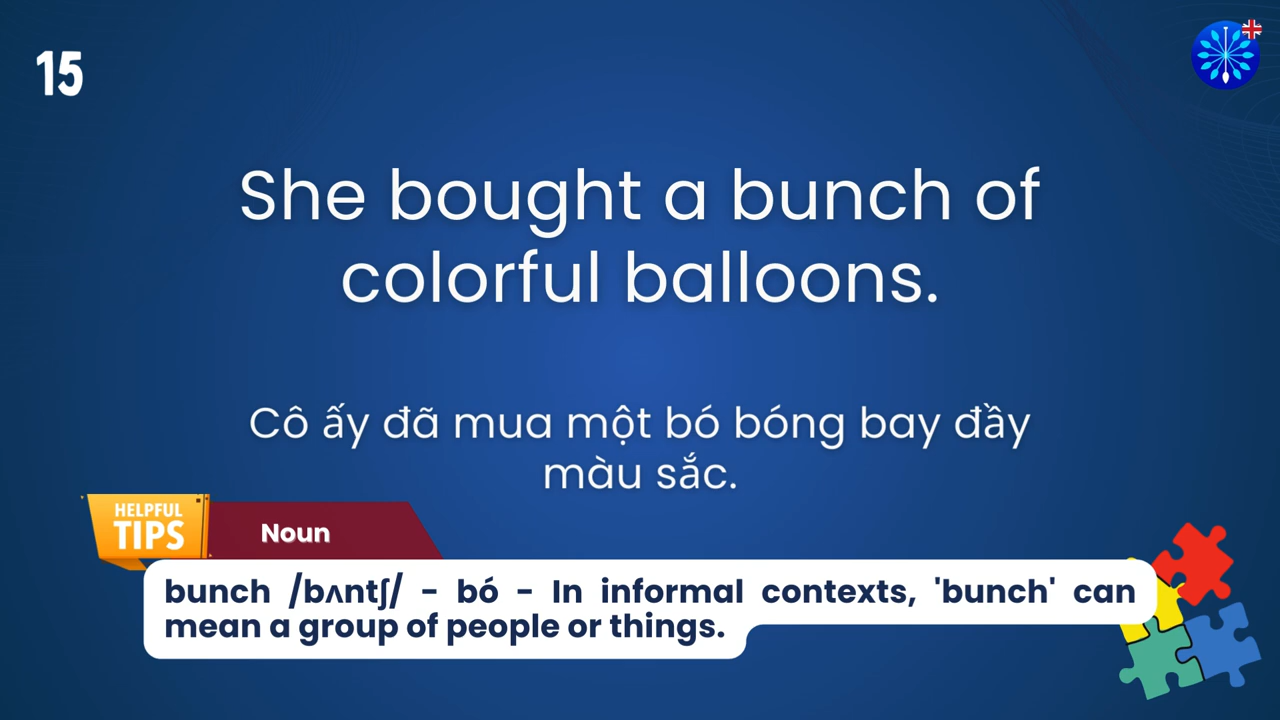 15
She bought a bunch of
colorful balloons.
Cô ấy đã mua một bó bóng bay đầy
màu sắc.
HELPFUL
TIPS
Noun
bunch /bʌntʃ/ - bó - In informal contexts, 'bunch' can
mean a group of people or things.